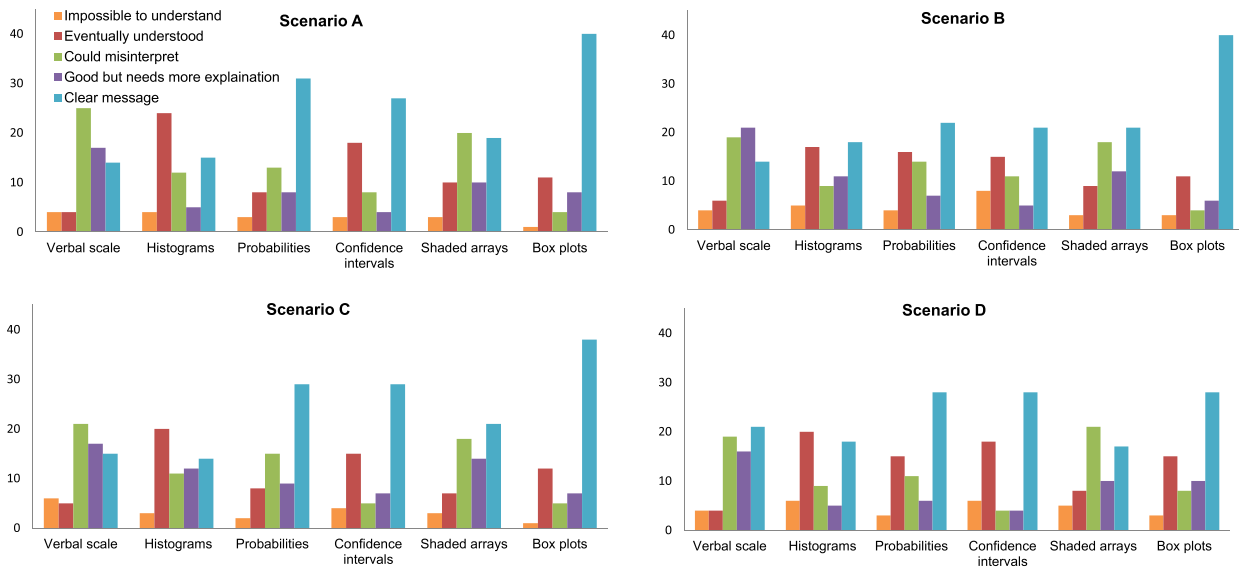 Scenario A
Impossible to understand
Eventually understood
Could misinterpret
Good but needs more explaination
Clear message
40
30
20
10
0
Verbal scale Histograms Probabilities Confidence intervals Shaded arrays Box plots
Scenario B
40
30
20
10
0
Verbal scale Histograms Probabilities Confidence intervals Shaded arrays Box plots
Scenario C
40
30
20
10
0
Verbal scale Histograms Probabilities Confidence intervals Shaded arrays Box plots
Scenario D
40
30
20
10
0
Verbal scale Histograms Probabilities Confidence intervals Shaded arrays Box plots